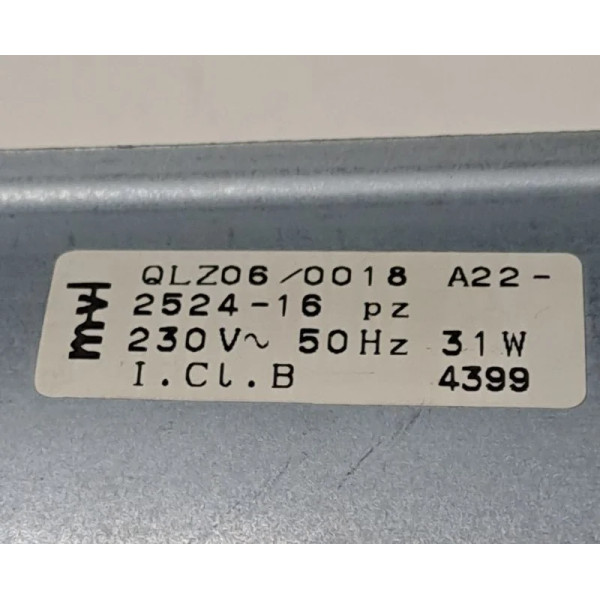 QLZ06/0018 A22-
2524-16 pz
230V~ 50Hz 31W
I.Cl.B 4399